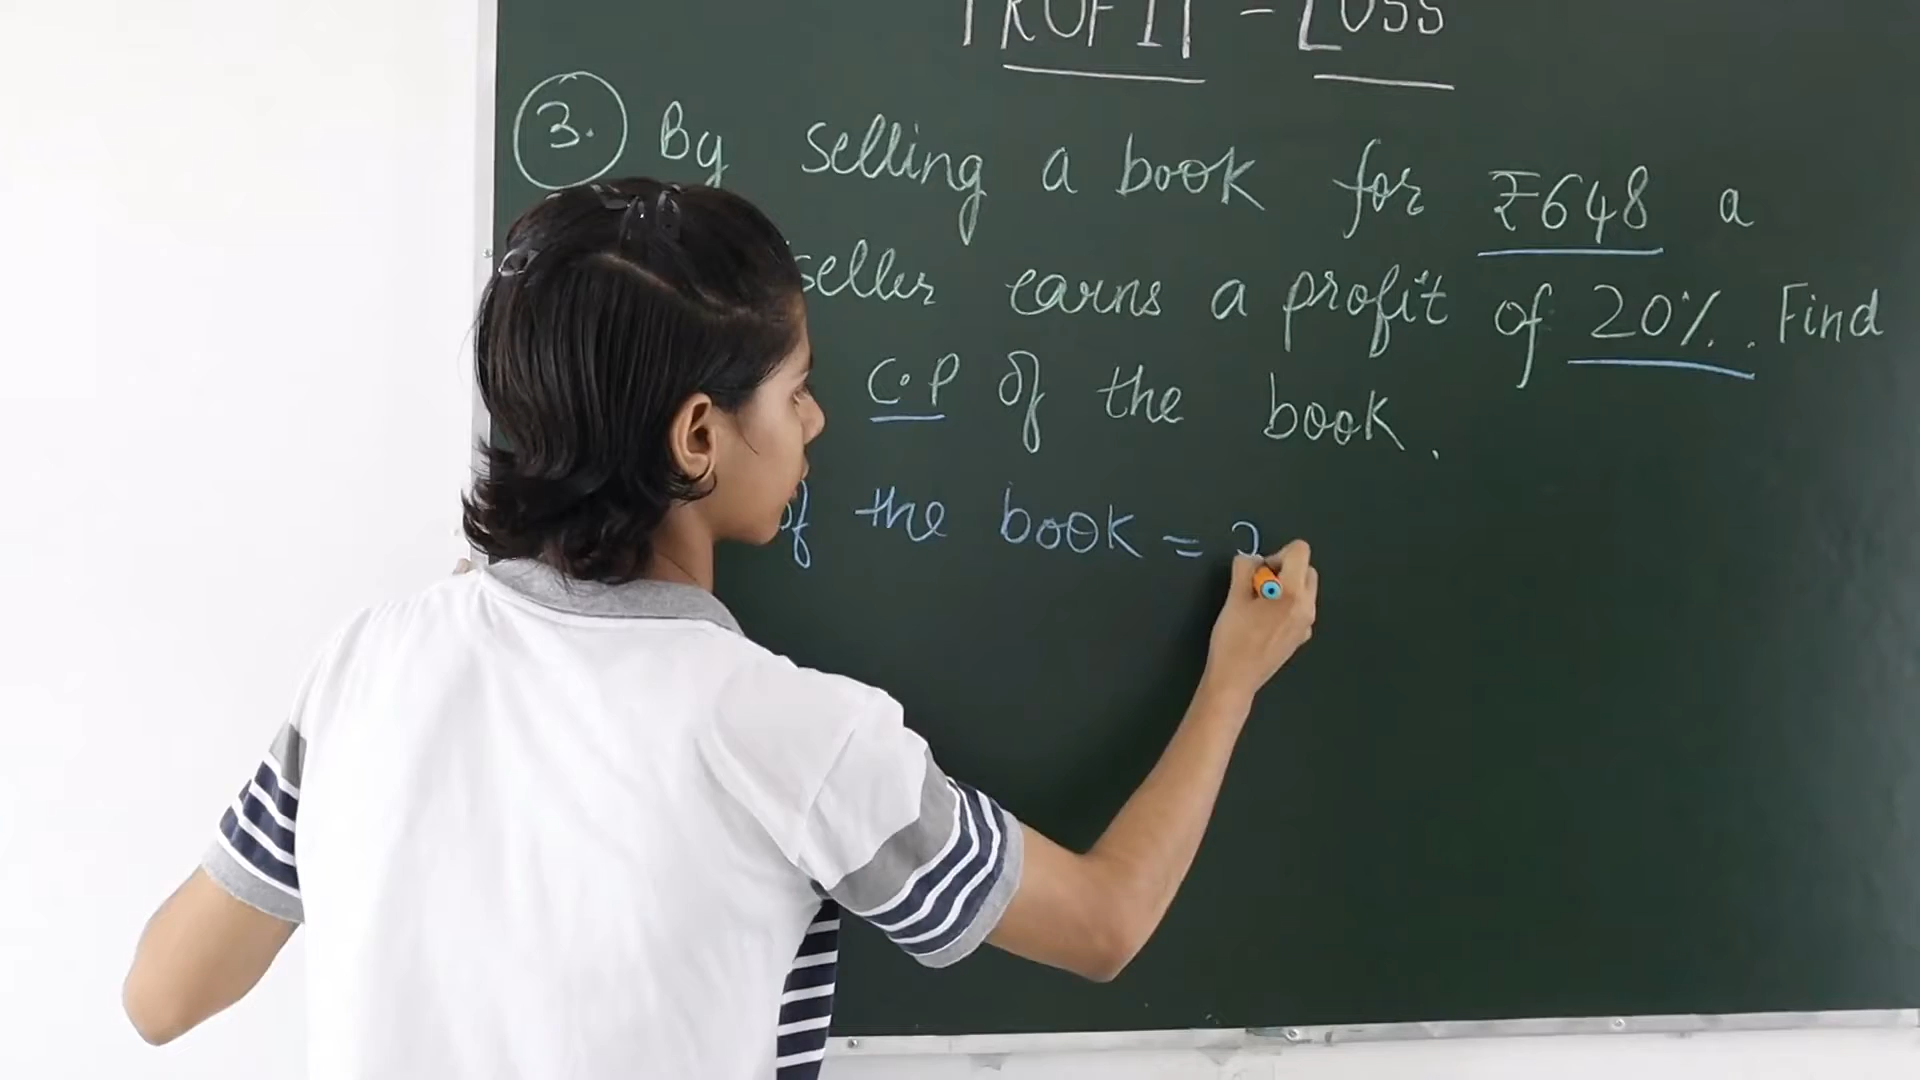 PROFIT - LOSS
3. By selling a book for ₹648 a
seller earns a profit of 20%. Find
C.P of the book.
of the book =